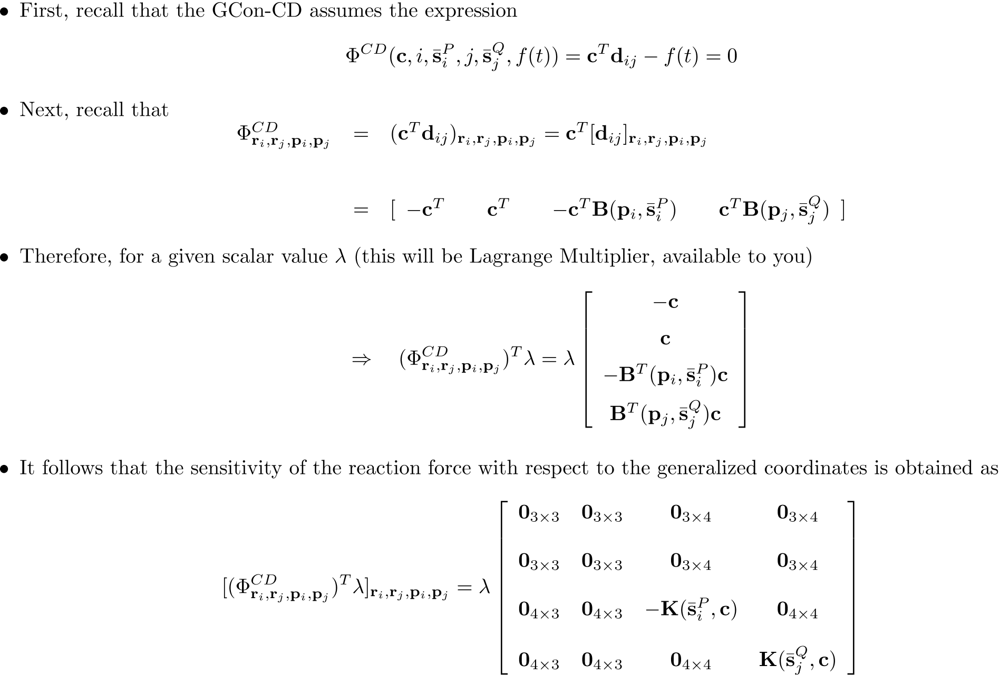 • First, recall that the GCon-CD assumes the expression
$\Phi^{CD}(\mathbf{c}, i, \bar{\mathbf{s}}_i^P, j, \bar{\mathbf{s}}_j^Q, f(t)) = \mathbf{c}^T \mathbf{d}_{ij} - f(t) = 0$
• Next, recall that
$\Phi^{CD}_{\mathbf{r}_i,\mathbf{r}_j,\mathbf{p}_i,\mathbf{p}_j} = (\mathbf{c}^T \mathbf{d}_{ij})_{\mathbf{r}_i,\mathbf{r}_j,\mathbf{p}_i,\mathbf{p}_j} = \mathbf{c}^T [\mathbf{d}_{ij}]_{\mathbf{r}_i,\mathbf{r}_j,\mathbf{p}_i,\mathbf{p}_j}$
$= [\; -\mathbf{c}^T \quad \mathbf{c}^T \quad -\mathbf{c}^T \mathbf{B}(\mathbf{p}_i, \bar{\mathbf{s}}_i^P) \quad \mathbf{c}^T \mathbf{B}(\mathbf{p}_j, \bar{\mathbf{s}}_j^Q) \;]$
• Therefore, for a given scalar value $\lambda$ (this will be Lagrange Multiplier, available to you)
$\Rightarrow \quad (\Phi^{CD}_{\mathbf{r}_i,\mathbf{r}_j,\mathbf{p}_i,\mathbf{p}_j})^T \lambda = \lambda \begin{bmatrix} -\mathbf{c} \\ \mathbf{c} \\ -\mathbf{B}^T(\mathbf{p}_i, \bar{\mathbf{s}}_i^P)\mathbf{c} \\ \mathbf{B}^T(\mathbf{p}_j, \bar{\mathbf{s}}_j^Q)\mathbf{c} \end{bmatrix}$
• It follows that the sensitivity of the reaction force with respect to the generalized coordinates is obtained as
$[(\Phi^{CD}_{\mathbf{r}_i,\mathbf{r}_j,\mathbf{p}_i,\mathbf{p}_j})^T \lambda]_{\mathbf{r}_i,\mathbf{r}_j,\mathbf{p}_i,\mathbf{p}_j} = \lambda \begin{bmatrix} \mathbf{0}_{3\times3} & \mathbf{0}_{3\times3} & \mathbf{0}_{3\times4} & \mathbf{0}_{3\times4} \\ \mathbf{0}_{3\times3} & \mathbf{0}_{3\times3} & \mathbf{0}_{3\times4} & \mathbf{0}_{3\times4} \\ \mathbf{0}_{4\times3} & \mathbf{0}_{4\times3} & -\mathbf{K}(\bar{\mathbf{s}}_i^P, \mathbf{c}) & \mathbf{0}_{4\times4} \\ \mathbf{0}_{4\times3} & \mathbf{0}_{4\times3} & \mathbf{0}_{4\times4} & \mathbf{K}(\bar{\mathbf{s}}_j^Q, \mathbf{c}) \end{bmatrix}$